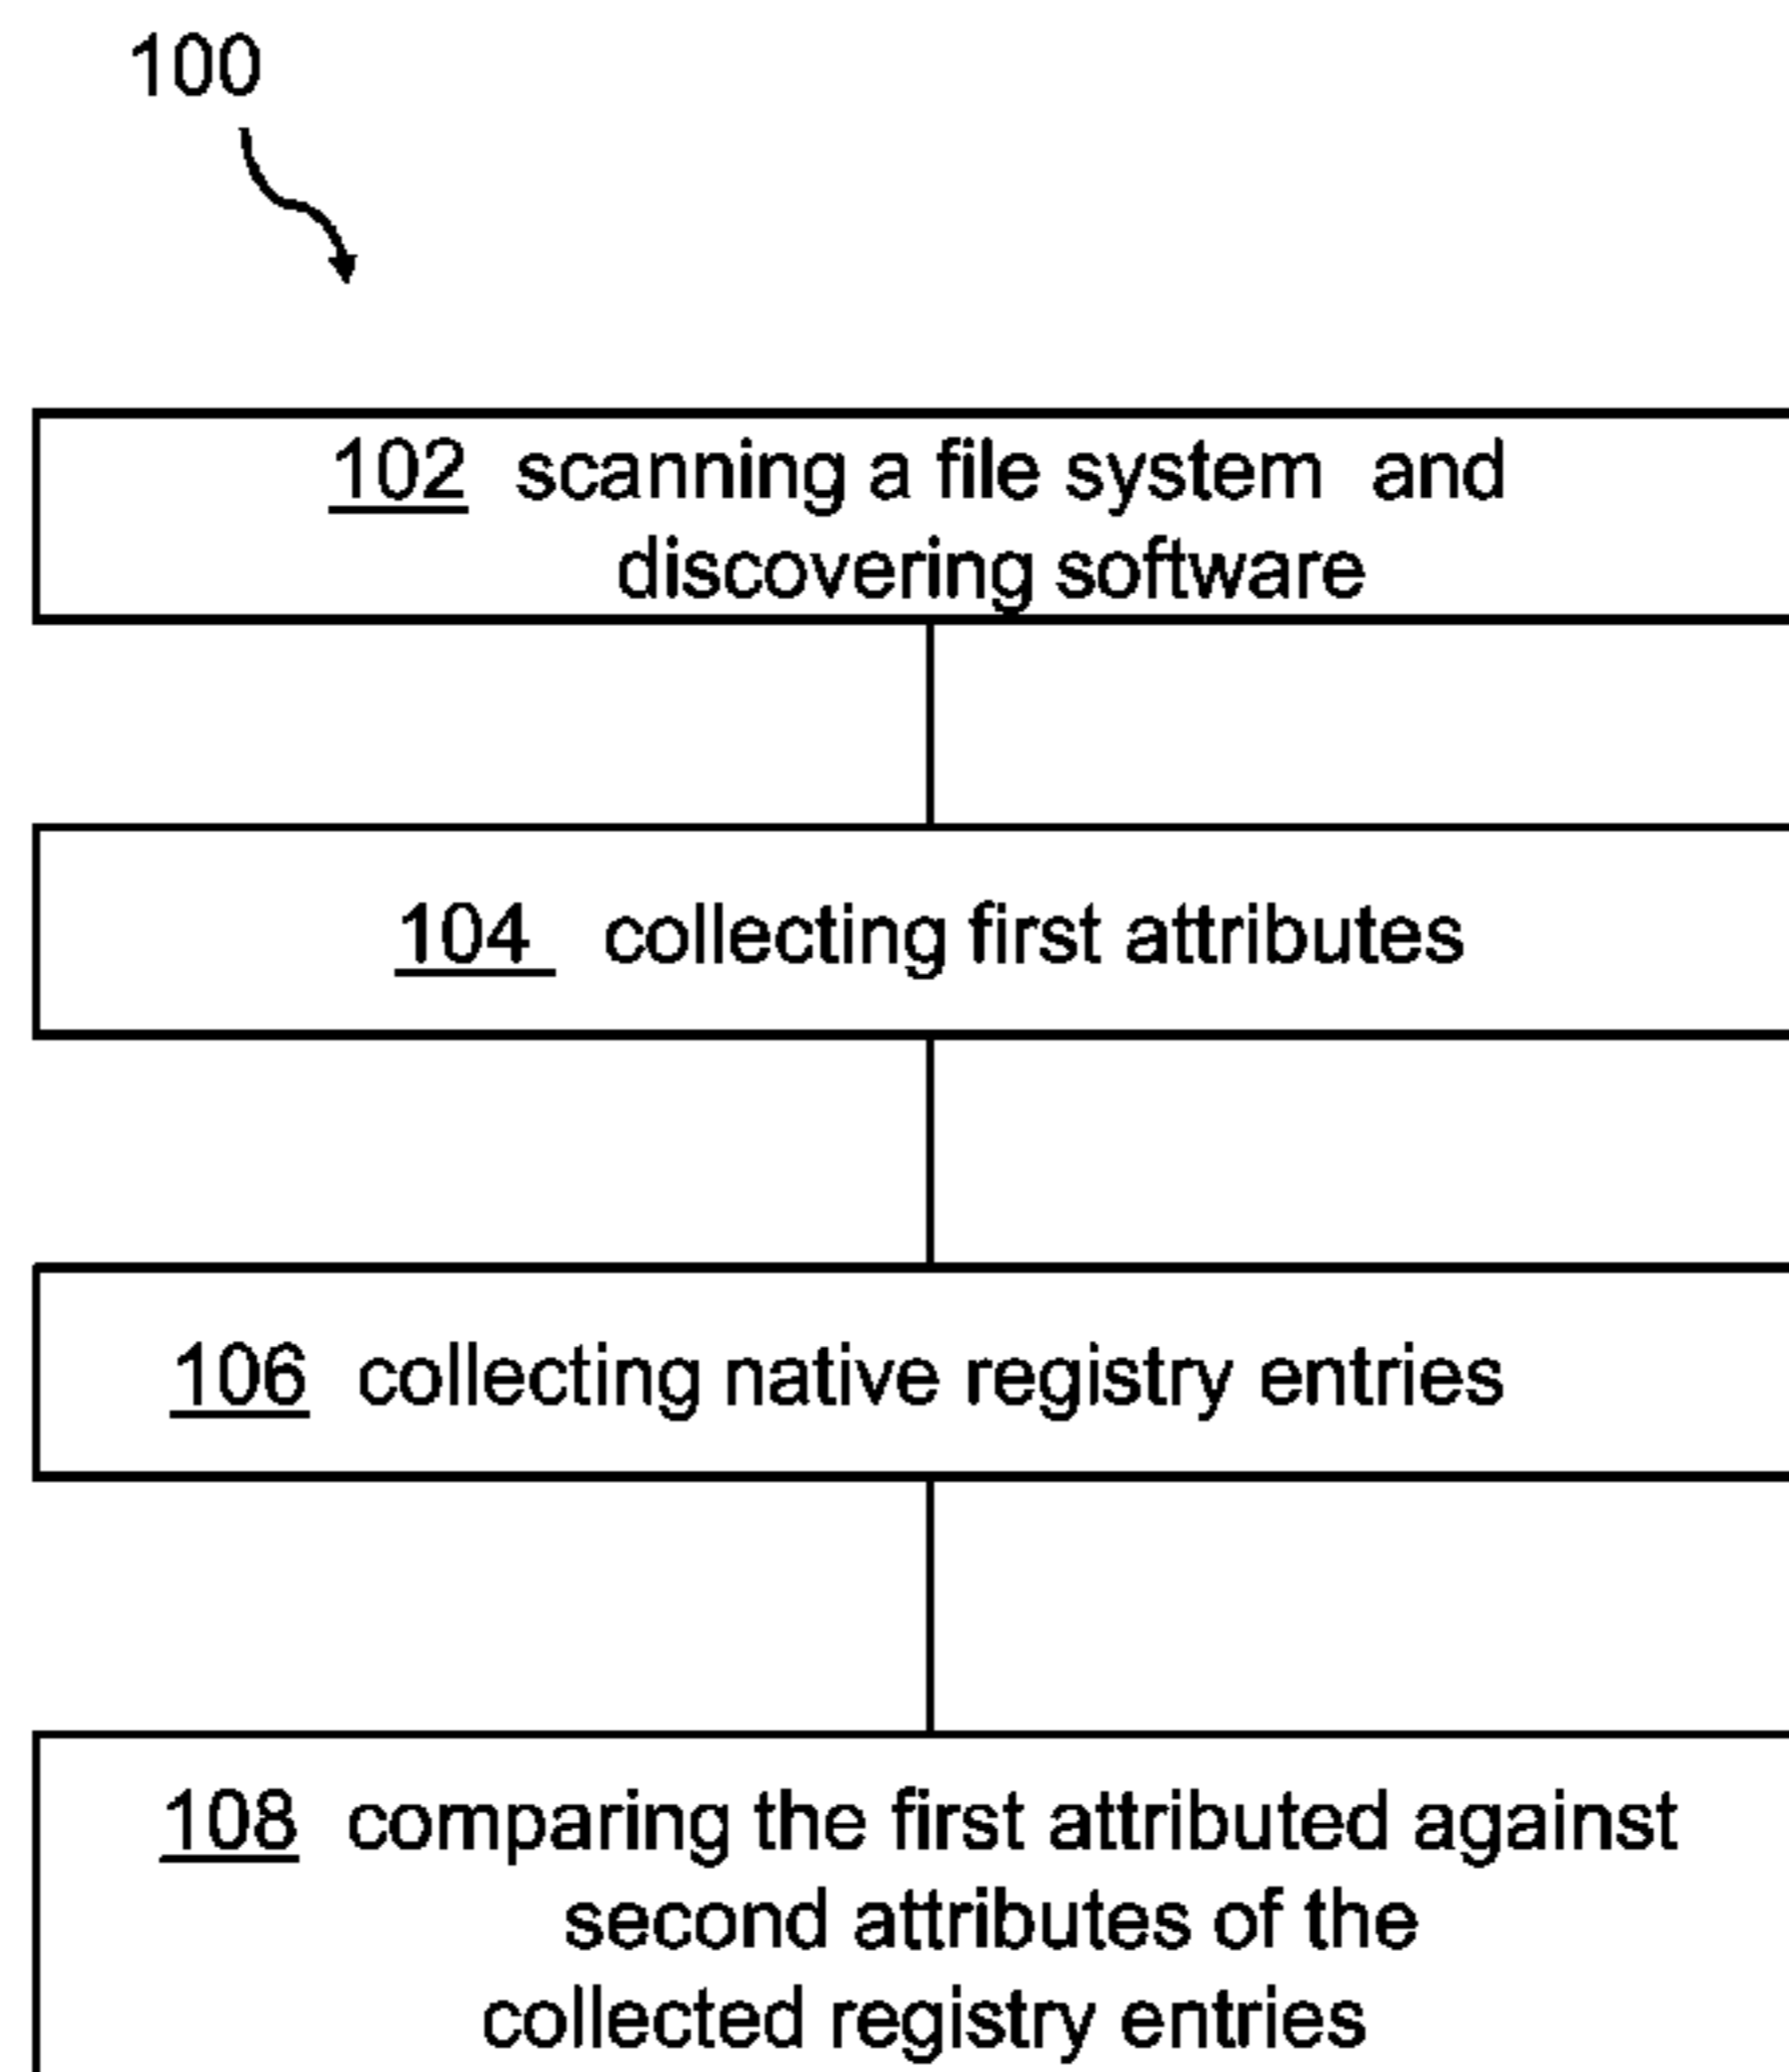 100
102 scanning a file system and
discovering software
104 collecting first attributes
106 collecting native registry entries
108 comparing the first attributed against
second attributes of the
collected registry entries